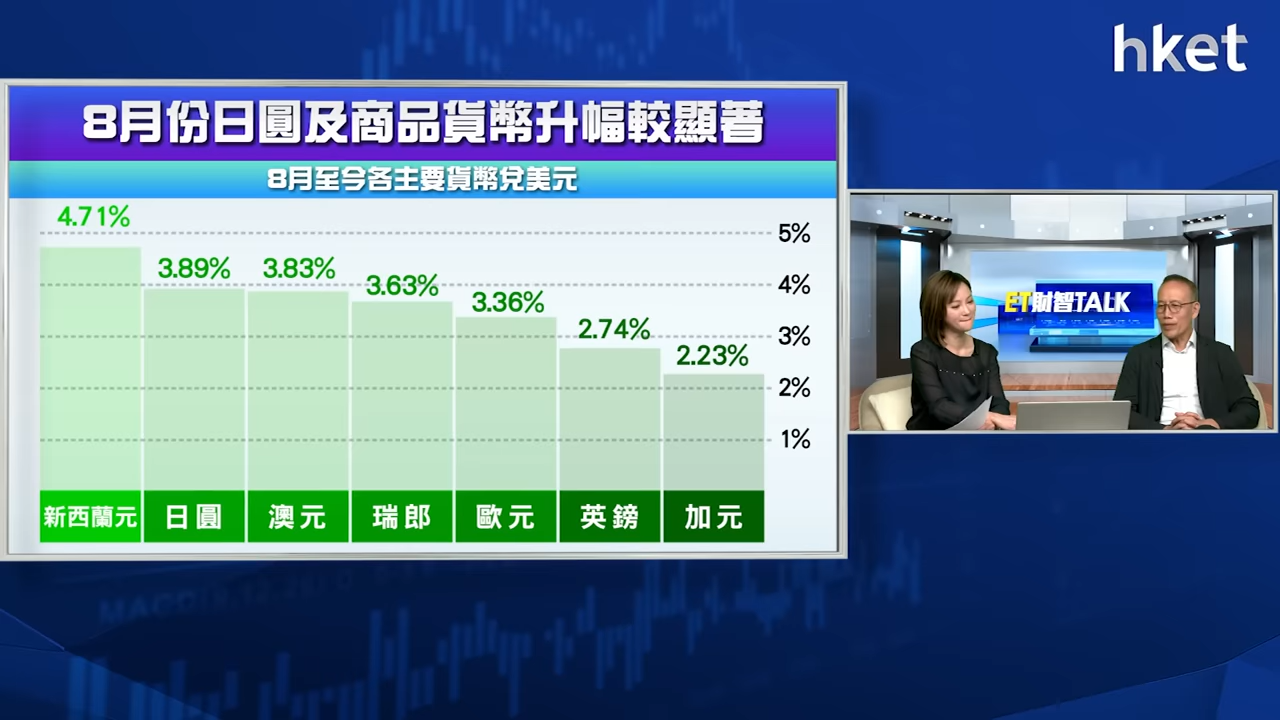 hket
8月份日圓及商品貨幣升幅較顯著
8月至今各主要貨幣兌美元
4.71%
3.89%
3.83%
3.63%
3.36%
2.74%
2.23%
5%
4%
3%
2%
1%
新西蘭元
日圓
澳元
瑞郎
歐元
英鎊
加元
ET財智TALK